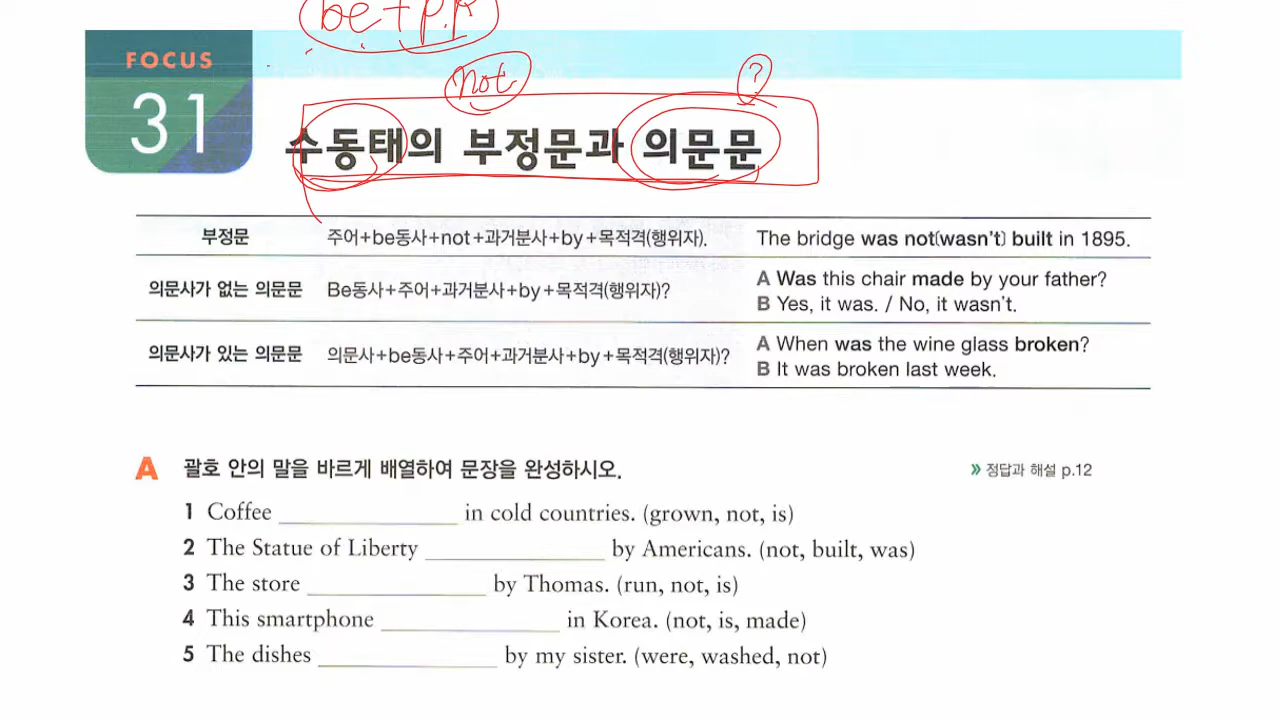 be+p.p
FOCUS
31
not
?
수동태의 부정문과 의문문
부정문 주어+be동사+not+과거분사+by+목적격(행위자). The bridge was not(wasn't) built in 1895.
의문사가 없는 의문문 Be동사+주어+과거분사+by+목적격(행위자)? A Was this chair made by your father?
B Yes, it was. / No, it wasn't.
의문사가 있는 의문문 의문사+be동사+주어+과거분사+by+목적격(행위자)? A When was the wine glass broken?
B It was broken last week.
A 괄호 안의 말을 바르게 배열하여 문장을 완성하시오. » 정답과 해설 p.12
1 Coffee ____________ in cold countries. (grown, not, is)
2 The Statue of Liberty ____________ by Americans. (not, built, was)
3 The store ____________ by Thomas. (run, not, is)
4 This smartphone ____________ in Korea. (not, is, made)
5 The dishes ____________ by my sister. (were, washed, not)